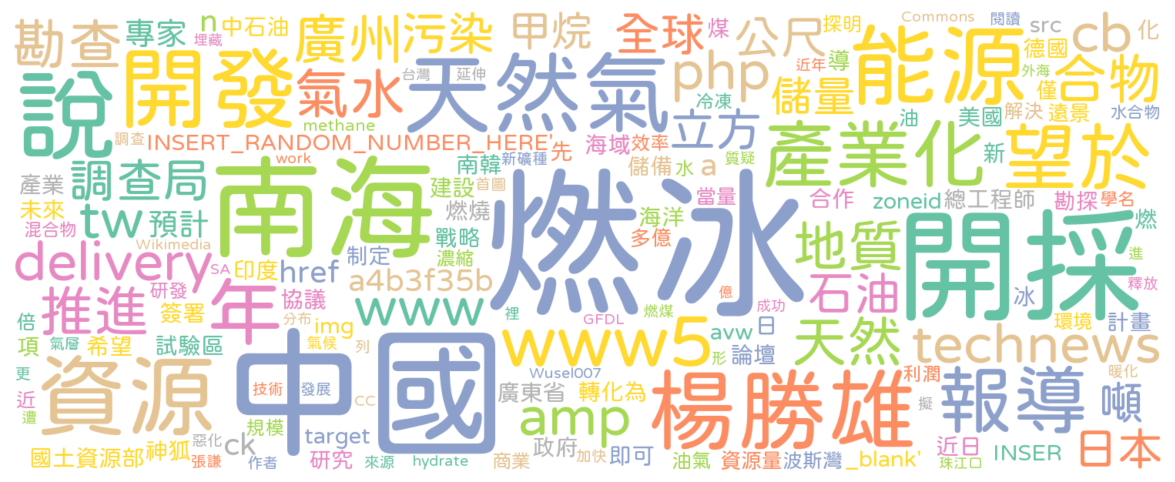 勘查 專家 n 中石油 埋藏 廣州 污染 甲烷 全球 煤 公尺 探明 Commons 閱讀 src cb 化
說 開發 氣水 台灣 延伸 天然氣 php 近年 導 儲量 能源 德國 外海 僅 合物
methane 冷凍 立方 油 美國 解決 遠景 水合物
調查 INSERT_RANDOM_NUMBER_HERE' 先 海域 效率 質疑 產業化 新 望於
產業 調查局 南海 work 南韓 新礦種 儲備 水 a
未來 tw 預計 建設 首圖 燃燒 燃冰 當量 合作 zoneid 總工程師 勘探 學名
混合物 Wikimedia 戰略 海洋 多億 地質 開採 燃 進
delivery SA 印度 href 制定 濃縮 a4b3f35b 石油 冰 釋放
推進 研發 年 協議 www 裡 億 成功
倍 簽署 分布 img GFDL 燃煤 avw 日 天然 環境 計畫
項 氣層 希望 試驗區 氣候 列 www5 形 論壇 technews
更 資源 中國 技術 發展 Wusel007 廣東省 轉化為 楊勝雄 利潤 報導 暖化
近 遭 CC amp 擬 噸
規模 target 政府 近日 日本
國土資源部 神狐 惡化 ck 張謙 作者 研究 來源 hydrate 商業 加快 即可 油氣 資源量 波斯灣 _blank' 珠江口 INSER